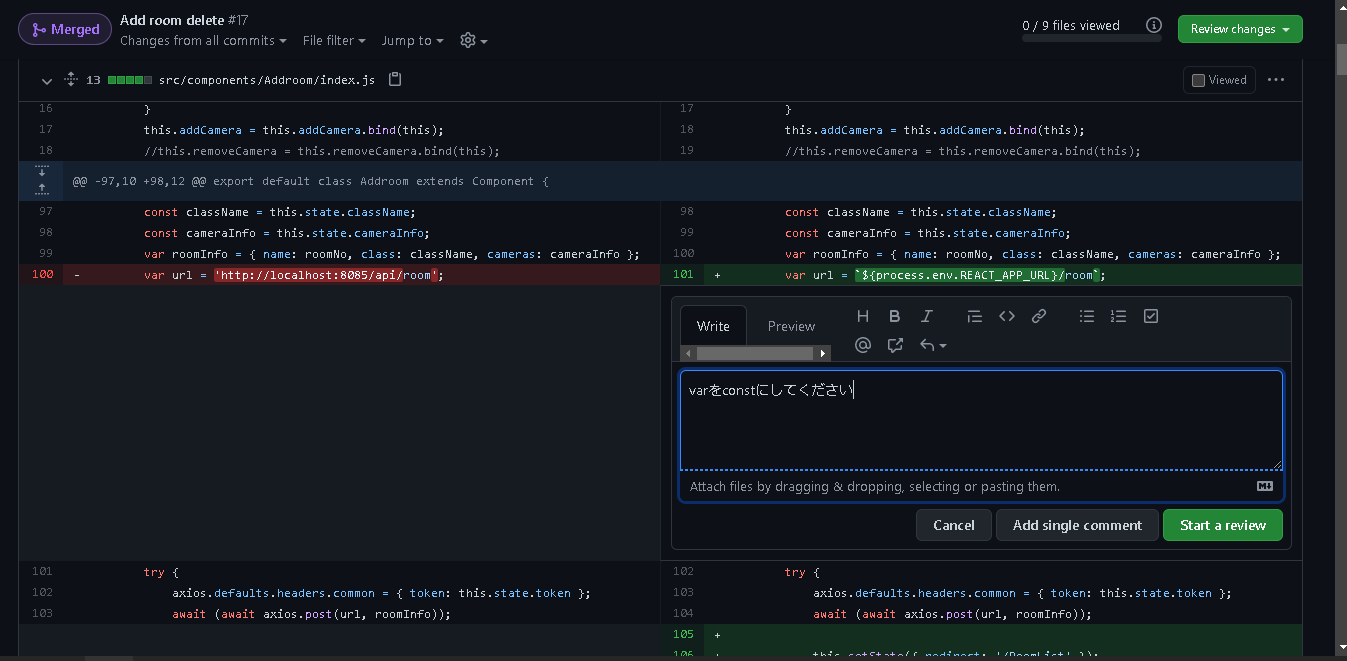 Merged
Add room delete #17
Changes from all commits File filter Jump to
0 / 9 files viewed
Review changes
13 src/components/Addroom/index.js
Viewed
16 }
17 this.addCamera = this.addCamera.bind(this);
18 //this.removeCamera = this.removeCamera.bind(this);
17 }
18 this.addCamera = this.addCamera.bind(this);
19 //this.removeCamera = this.removeCamera.bind(this);
@@ -97,10 +98,12 @@ export default class Addroom extends Component {
97 const className = this.state.className;
98 const cameraInfo = this.state.cameraInfo;
99 var roomInfo = { name: roomNo, class: className, cameras: cameraInfo };
100 - var url = 'http://localhost:8085/api/room';
98 const className = this.state.className;
99 const cameraInfo = this.state.cameraInfo;
100 var roomInfo = { name: roomNo, class: className, cameras: cameraInfo };
101 + var url = `${process.env.REACT_APP_URL}/room`;
Write
Preview
varをconstにしてください
Attach files by dragging & dropping, selecting or pasting them.
Cancel
Add single comment
Start a review
101 try {
102 axios.defaults.headers.common = { token: this.state.token };
103 await (await axios.post(url, roomInfo));
102 try {
103 axios.defaults.headers.common = { token: this.state.token };
104 await (await axios.post(url, roomInfo));
105 +
106 + this.setState({ redirect: '/RoomList' });